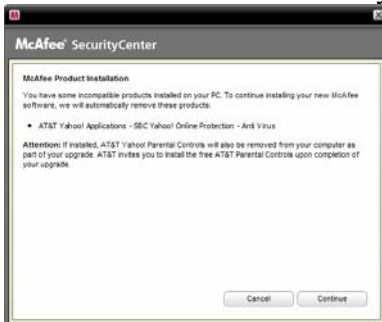 McAfee® SecurityCenter
McAfee Product Installation
You have some incompatible products installed on your PC. To continue installing your new McAfee
software, we will automatically remove these products:
• AT&T Yahoo! Applications - SBC Yahoo! Online Protection - Anti Virus
Attention: If installed, AT&T Yahoo! Parental Controls will also be removed from your computer as
part of your upgrade. AT&T invites you to install the free AT&T Parental Controls upon completion of
your upgrade.
Cancel Continue